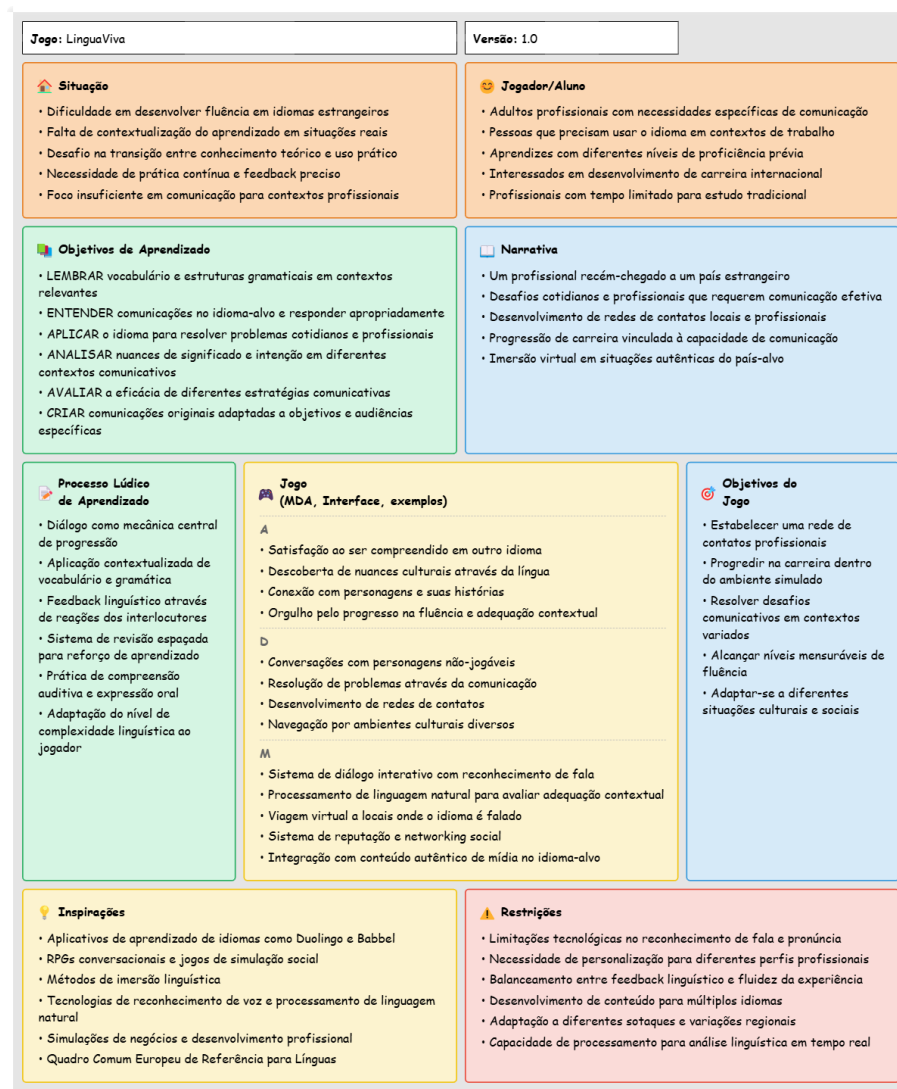 Jogo: LinguaViva
Versão: 1.0
Situação
• Dificuldade em desenvolver fluência em idiomas estrangeiros
• Falta de contextualização do aprendizado em situações reais
• Desafio na transição entre conhecimento teórico e uso prático
• Necessidade de prática contínua e feedback preciso
• Foco insuficiente em comunicação para contextos profissionais
Jogador/Aluno
• Adultos profissionais com necessidades específicas de comunicação
• Pessoas que precisam usar o idioma em contextos de trabalho
• Aprendizes com diferentes níveis de proficiência prévia
• Interessados em desenvolvimento de carreira internacional
• Profissionais com tempo limitado para estudo tradicional
Objetivos de Aprendizado
• LEMBRAR vocabulário e estruturas gramaticais em contextos
relevantes
• ENTENDER comunicações no idioma-alvo e responder apropriadamente
• APLICAR o idioma para resolver problemas cotidianos e profissionais
• ANALISAR nuances de significado e intenção em diferentes
contextos comunicativos
• AVALIAR a eficácia de diferentes estratégias comunicativas
• CRIAR comunicações originais adaptadas a objetivos e audiências
específicas
Narrativa
• Um profissional recém-chegado a um país estrangeiro
• Desafios cotidianos e profissionais que requerem comunicação efetiva
• Desenvolvimento de redes de contatos locais e profissionais
• Progressão de carreira vinculada à capacidade de comunicação
• Imersão virtual em situações autênticas do país-alvo
Processo Lúdico
de Aprendizado
• Diálogo como mecânica central
de progressão
• Aplicação contextualizada de
vocabulário e gramática
• Feedback linguístico através
de reações dos interlocutores
• Sistema de revisão espaçada
para reforço de aprendizado
• Prática de compreensão
auditiva e expressão oral
• Adaptação do nível de
complexidade linguística ao
jogador
Jogo
(MDA, Interface, exemplos)
A
• Satisfação ao ser compreendido em outro idioma
• Descoberta de nuances culturais através da língua
• Conexão com personagens e suas histórias
• Orgulho pelo progresso na fluência e adequação contextual
D
• Conversações com personagens não-jogáveis
• Resolução de problemas através da comunicação
• Desenvolvimento de redes de contatos
• Navegação por ambientes culturais diversos
M
• Sistema de diálogo interativo com reconhecimento de fala
• Processamento de linguagem natural para avaliar adequação contextual
• Viagem virtual a locais onde o idioma é falado
• Sistema de reputação e networking social
• Integração com conteúdo autêntico de mídia no idioma-alvo
Objetivos do
Jogo
• Estabelecer uma rede de
contatos profissionais
• Progredir na carreira dentro
do ambiente simulado
• Resolver desafios
comunicativos em contextos
variados
• Alcançar níveis mensuráveis de
fluência
• Adaptar-se a diferentes
situações culturais e sociais
Inspirações
• Aplicativos de aprendizado de idiomas como Duolingo e Babbel
• RPGs conversacionais e jogos de simulação social
• Métodos de imersão linguística
• Tecnologias de reconhecimento de voz e processamento de linguagem
natural
• Simulações de negócios e desenvolvimento profissional
• Quadro Comum Europeu de Referência para Línguas
Restrições
• Limitações tecnológicas no reconhecimento de fala e pronúncia
• Necessidade de personalização para diferentes perfis profissionais
• Balanceamento entre feedback linguístico e fluidez da experiência
• Desenvolvimento de conteúdo para múltiplos idiomas
• Adaptação a diferentes sotaques e variações regionais
• Capacidade de processamento para análise linguística em tempo real